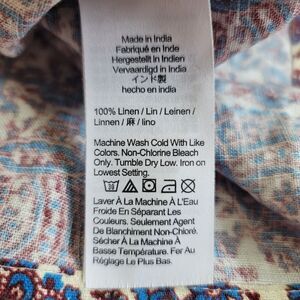 Made in India
Fabriqué en Inde
Hergestellt in Indien
Vervaardigd in India
インド製
hecho en india
100% Linen / Lin / Leinen /
Linnen / 麻 / lino
Machine Wash Cold With Like
Colors. Non-Chlorine Bleach
Only. Tumble Dry Low. Iron on
Lowest Setting.
Laver À La Machine À L'Eau
Froide En Séparant Les
Couleurs. Seulement Agent
De Blanchiment Non-Chloré.
Sécher À La Machine À
Basse Température. Fer Au
Réglage Le Plus Bas.